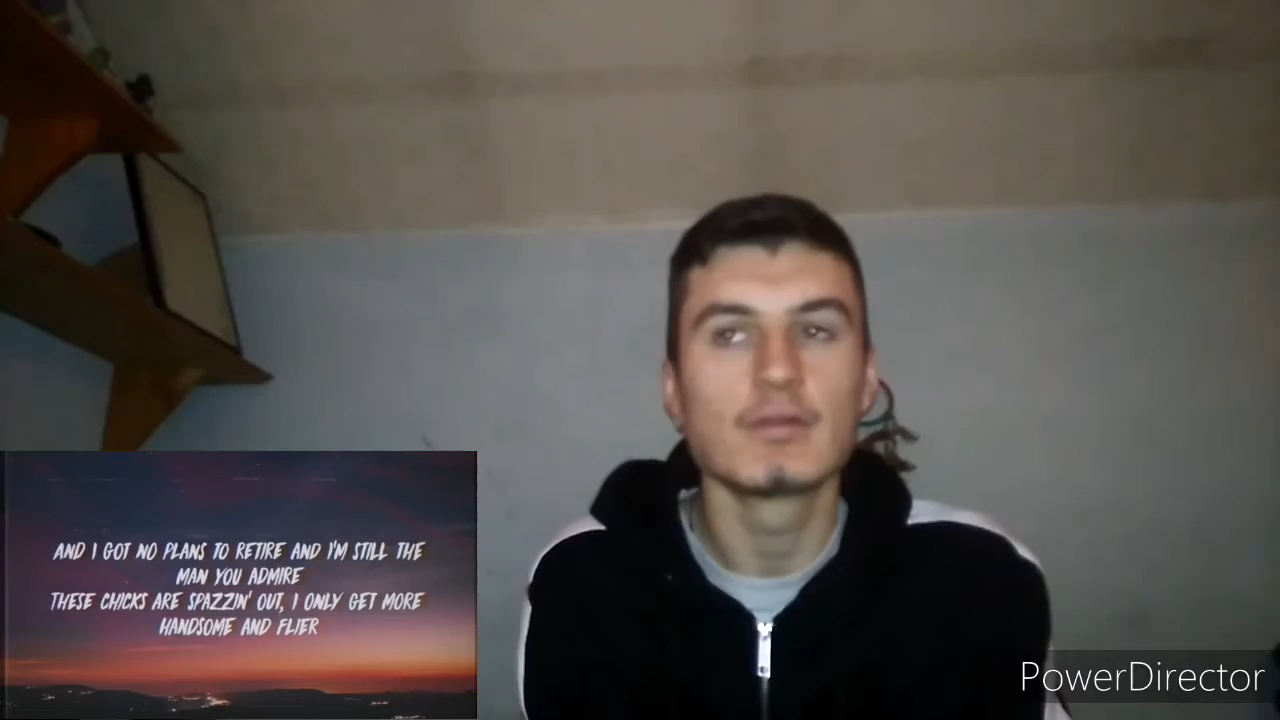 AND I GOT NO PLANS TO RETIRE AND I'M STILL THE
MAN YOU ADMIRE
THESE CHICKS ARE SPAZZIN' OUT, I ONLY GET MORE
HANDSOME AND FLIER
PowerDirector